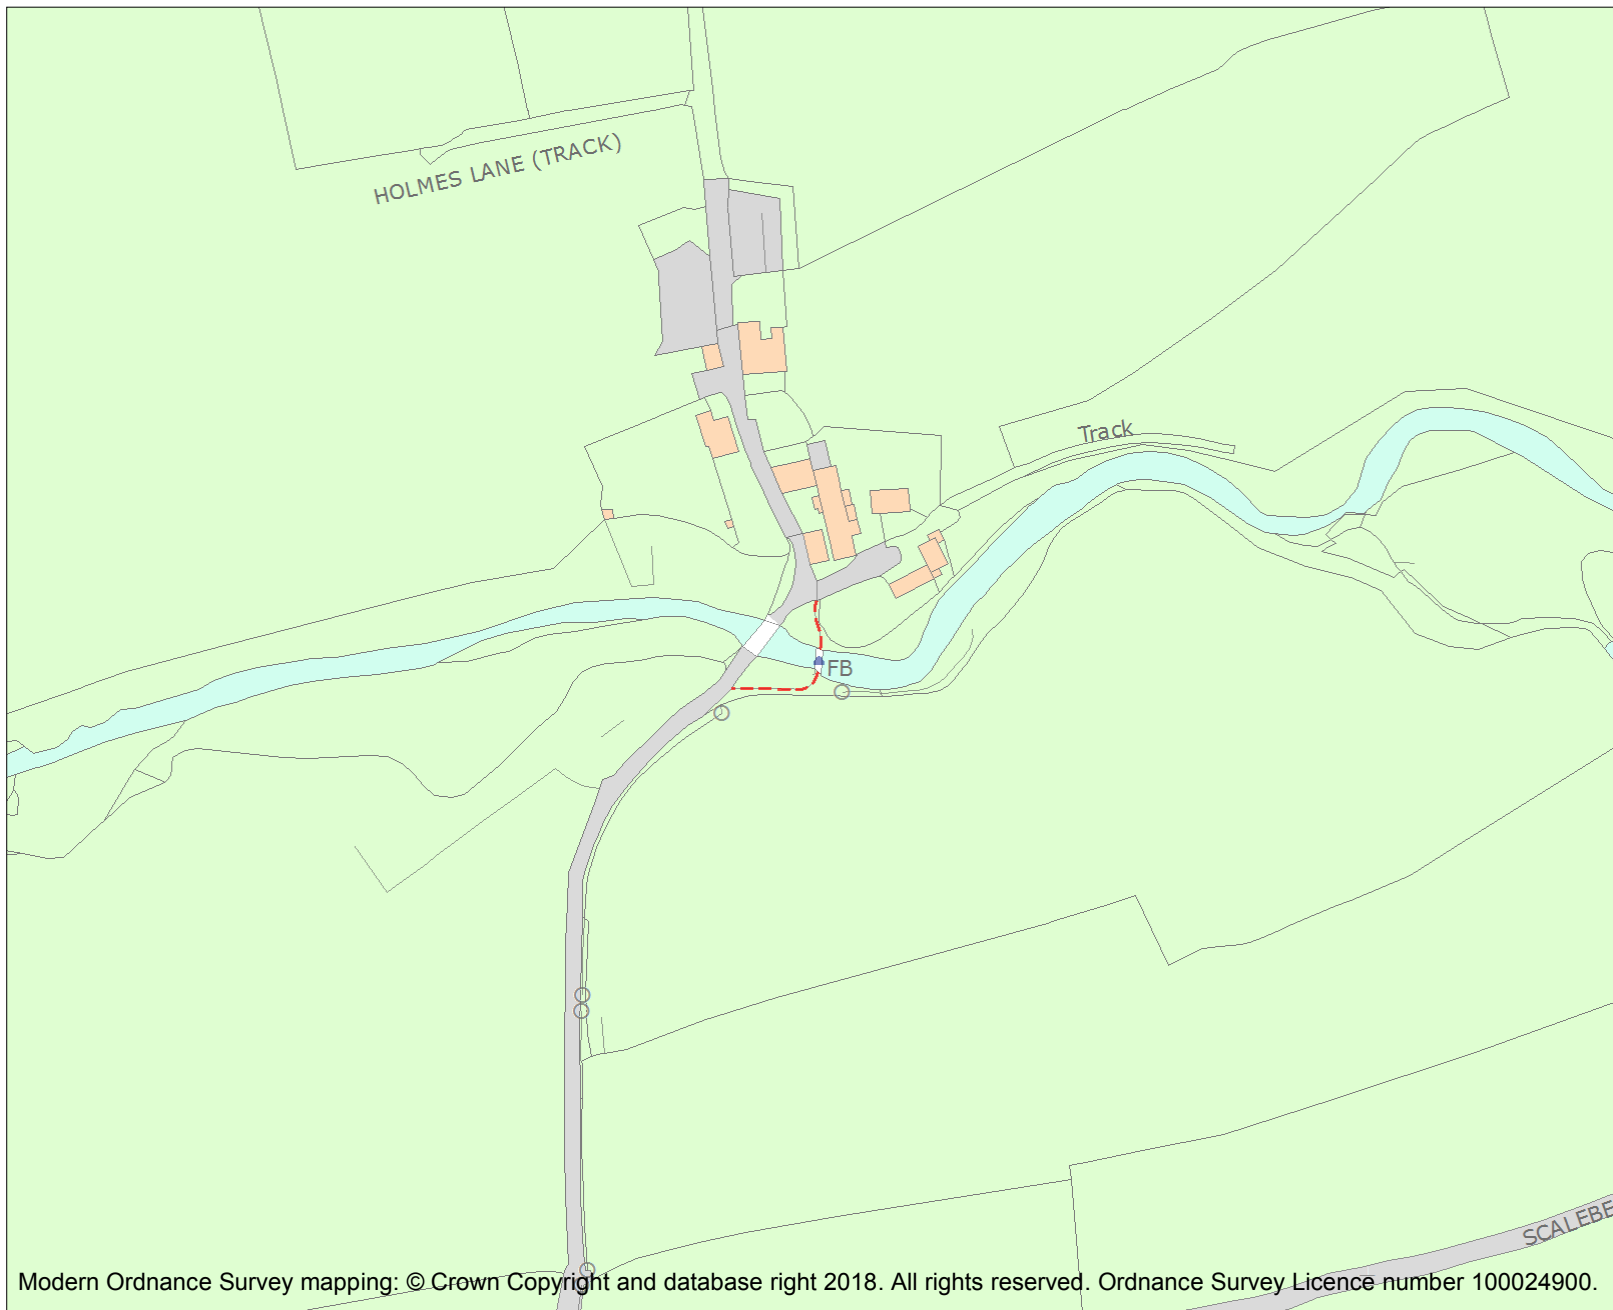 HOLMES LANE (TRACK)
Track
FB
SCALEBE
Modern Ordnance Survey mapping: © Crown Copyright and database right 2018. All rights reserved. Ordnance Survey Licence number 100024900.